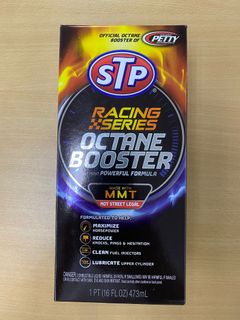 OFFICIAL OCTANE
BOOSTER OF
PETTY
STP
RACING
SERIES
OCTANE
BOOSTER
MOST POWERFUL FORMULA
MADE WITH
MMT
NOT STREET LEGAL
FORMULATED TO HELP:
MAXIMIZE
HORSEPOWER
REDUCE
KNOCKS, PINGS & HESITATION
CLEAN FUEL INJECTORS
LUBRICATE UPPER CYLINDER
1 PT (16 FL OZ) 473mL